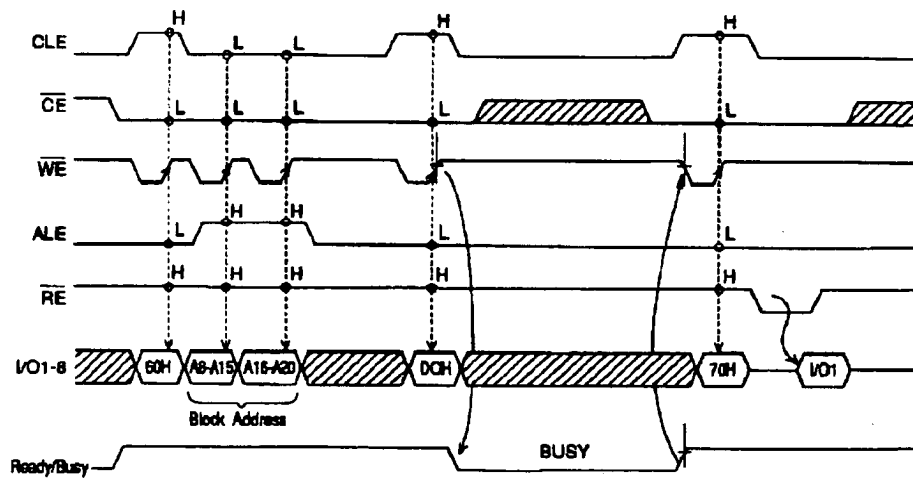 H H H
CLE L L
CE L L L L L
WE
H H
ALE L L L
H H H H H
RE
I/O1-8 60H A8-A15 A16-A20 D0H 70H I/O1
Block Address
BUSY
Ready/Busy